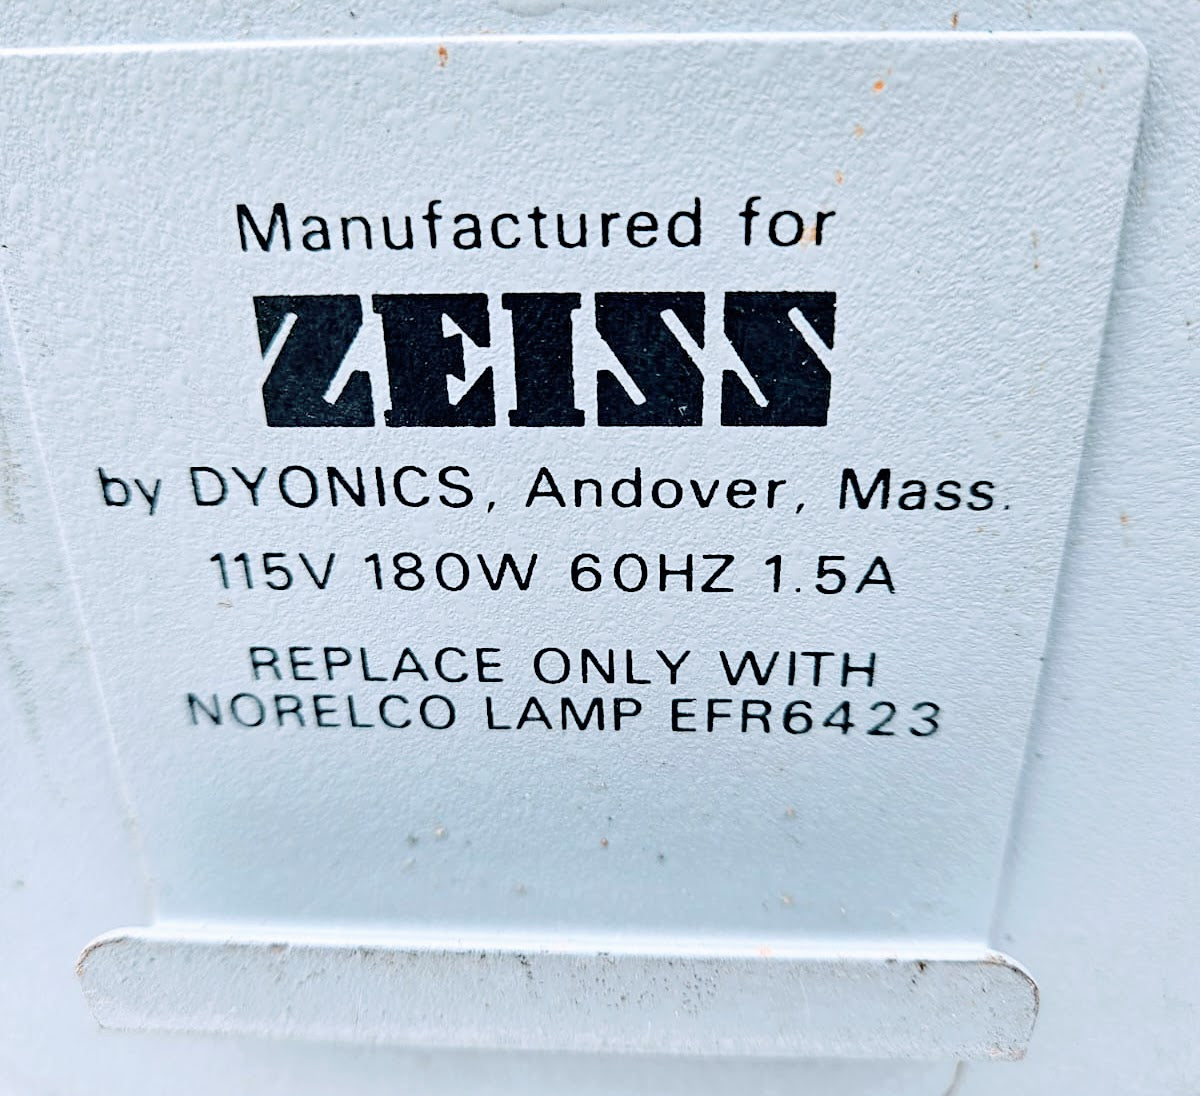 Manufactured for
ZEISS
by DYONICS, Andover, Mass.
115V 180W 60HZ 1.5A
REPLACE ONLY WITH
NORELCO LAMP EFR6423